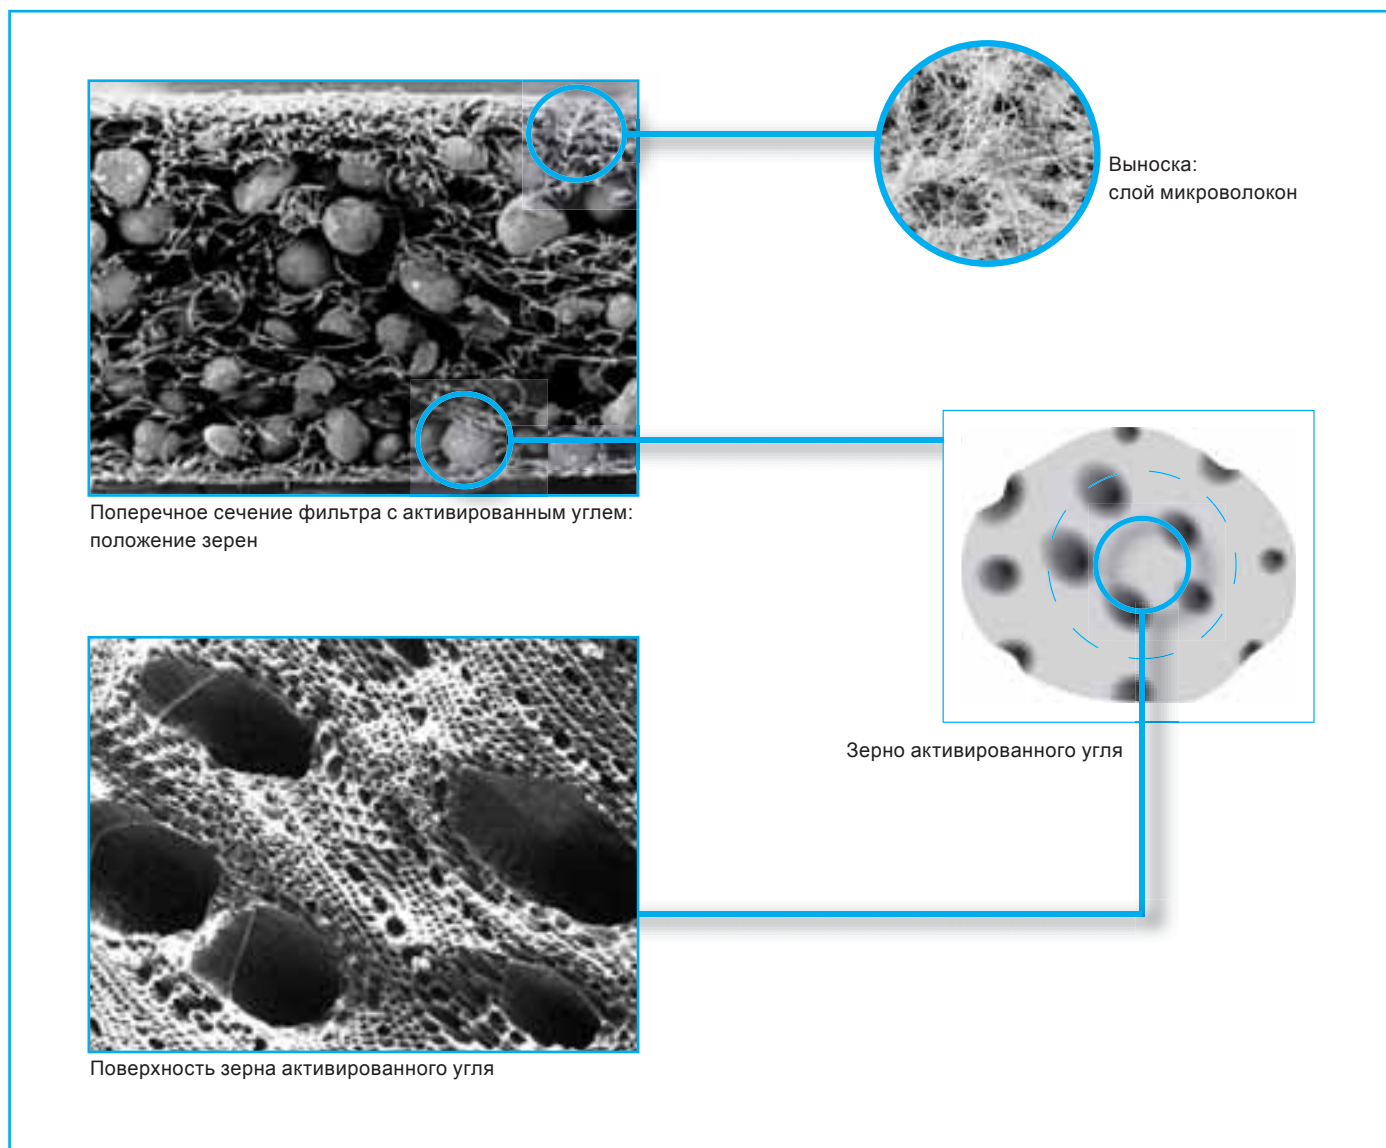 Выноска:
слой микроволокон
Поперечное сечение фильтра с активированным углем:
положение зерен
Зерно активированного угля
Поверхность зерна активированного угля